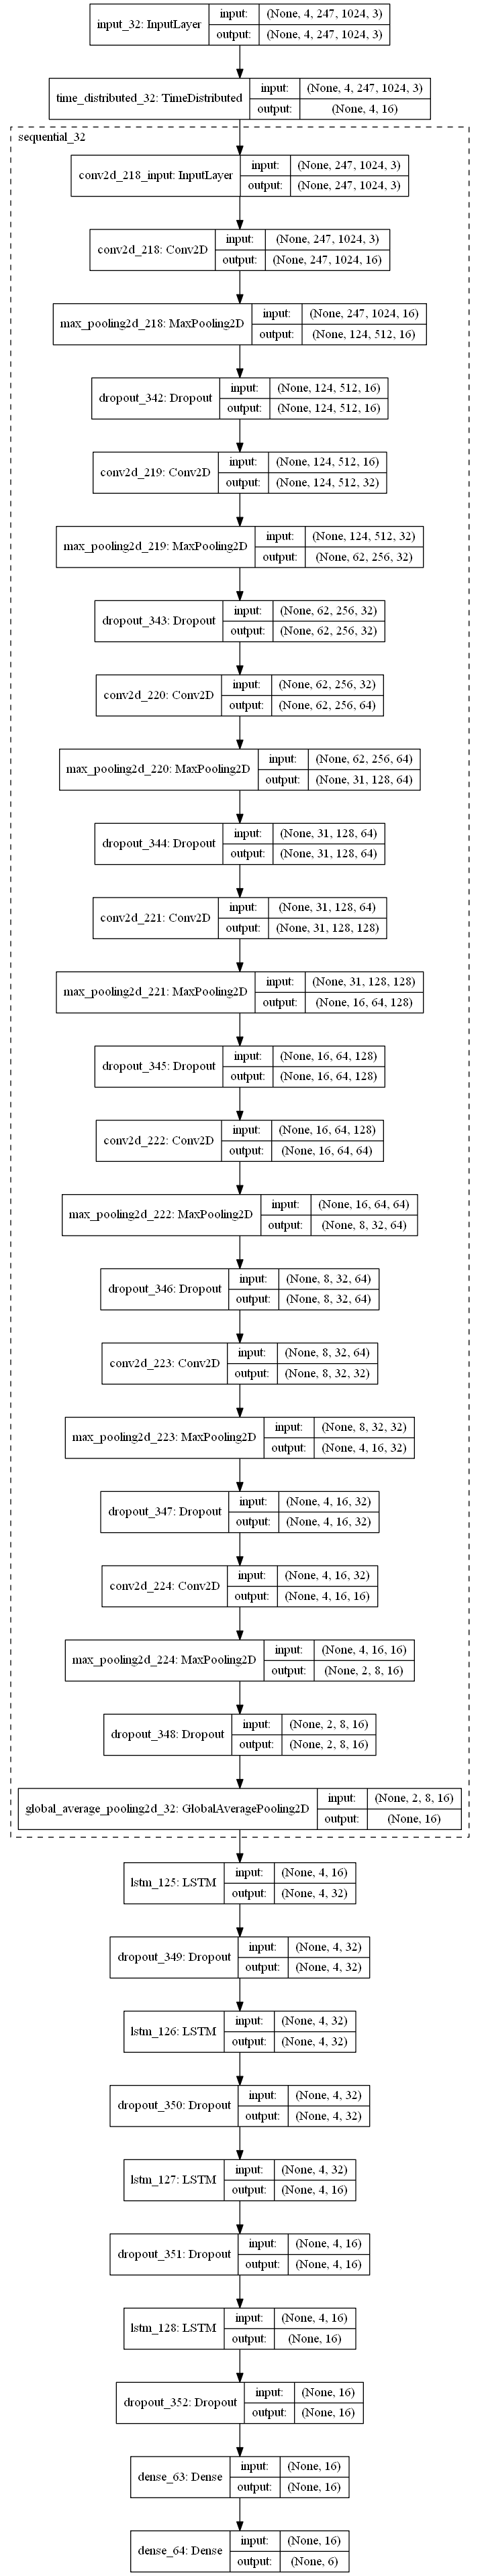 input_32: InputLayer input: (None, 4, 247, 1024, 3)
output: (None, 4, 247, 1024, 3)
time_distributed_32: TimeDistributed input: (None, 4, 247, 1024, 3)
output: (None, 4, 16)
sequential_32
conv2d_218_input: InputLayer input: (None, 247, 1024, 3)
output: (None, 247, 1024, 3)
conv2d_218: Conv2D input: (None, 247, 1024, 3)
output: (None, 247, 1024, 16)
max_pooling2d_218: MaxPooling2D input: (None, 247, 1024, 16)
output: (None, 124, 512, 16)
dropout_342: Dropout input: (None, 124, 512, 16)
output: (None, 124, 512, 16)
conv2d_219: Conv2D input: (None, 124, 512, 16)
output: (None, 124, 512, 32)
max_pooling2d_219: MaxPooling2D input: (None, 124, 512, 32)
output: (None, 62, 256, 32)
dropout_343: Dropout input: (None, 62, 256, 32)
output: (None, 62, 256, 32)
conv2d_220: Conv2D input: (None, 62, 256, 32)
output: (None, 62, 256, 64)
max_pooling2d_220: MaxPooling2D input: (None, 62, 256, 64)
output: (None, 31, 128, 64)
dropout_344: Dropout input: (None, 31, 128, 64)
output: (None, 31, 128, 64)
conv2d_221: Conv2D input: (None, 31, 128, 64)
output: (None, 31, 128, 128)
max_pooling2d_221: MaxPooling2D input: (None, 31, 128, 128)
output: (None, 16, 64, 128)
dropout_345: Dropout input: (None, 16, 64, 128)
output: (None, 16, 64, 128)
conv2d_222: Conv2D input: (None, 16, 64, 128)
output: (None, 16, 64, 64)
max_pooling2d_222: MaxPooling2D input: (None, 16, 64, 64)
output: (None, 8, 32, 64)
dropout_346: Dropout input: (None, 8, 32, 64)
output: (None, 8, 32, 64)
conv2d_223: Conv2D input: (None, 8, 32, 64)
output: (None, 8, 32, 32)
max_pooling2d_223: MaxPooling2D input: (None, 8, 32, 32)
output: (None, 4, 16, 32)
dropout_347: Dropout input: (None, 4, 16, 32)
output: (None, 4, 16, 32)
conv2d_224: Conv2D input: (None, 4, 16, 32)
output: (None, 4, 16, 16)
max_pooling2d_224: MaxPooling2D input: (None, 4, 16, 16)
output: (None, 2, 8, 16)
dropout_348: Dropout input: (None, 2, 8, 16)
output: (None, 2, 8, 16)
global_average_pooling2d_32: GlobalAveragePooling2D input: (None, 2, 8, 16)
output: (None, 16)
lstm_125: LSTM input: (None, 4, 16)
output: (None, 4, 32)
dropout_349: Dropout input: (None, 4, 32)
output: (None, 4, 32)
lstm_126: LSTM input: (None, 4, 32)
output: (None, 4, 32)
dropout_350: Dropout input: (None, 4, 32)
output: (None, 4, 32)
lstm_127: LSTM input: (None, 4, 32)
output: (None, 4, 16)
dropout_351: Dropout input: (None, 4, 16)
output: (None, 4, 16)
lstm_128: LSTM input: (None, 4, 16)
output: (None, 16)
dropout_352: Dropout input: (None, 16)
output: (None, 16)
dense_63: Dense input: (None, 16)
output: (None, 16)
dense_64: Dense input: (None, 16)
output: (None, 6)